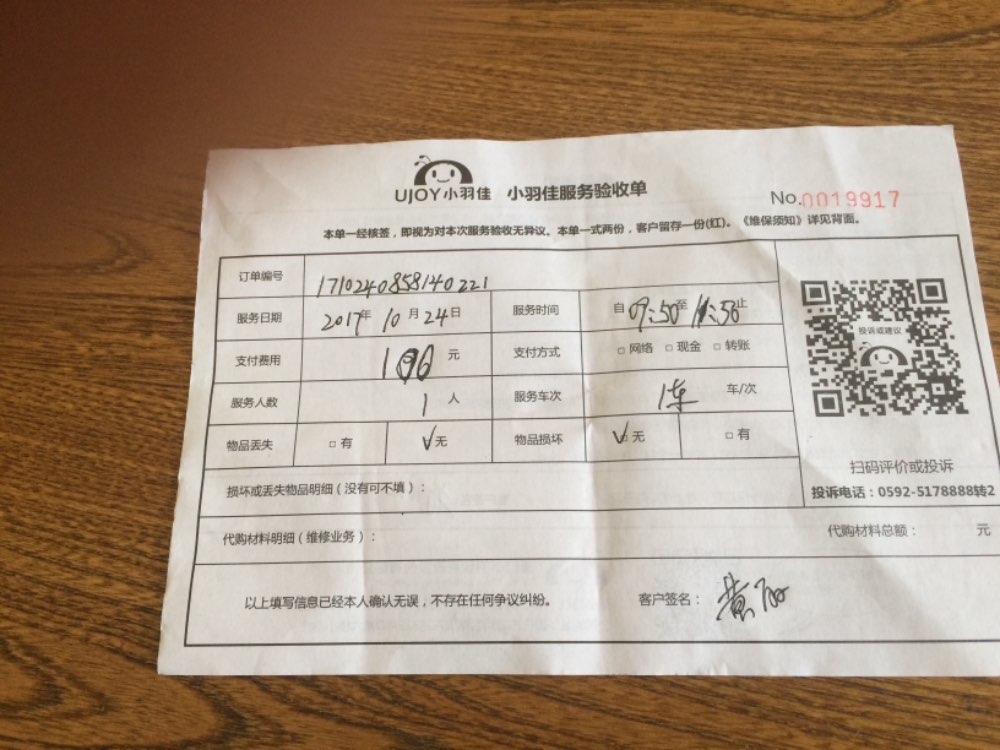 UJOY小羽佳 小羽佳服务验收单
No.0019917
本单一经核签，即视为对本次服务验收无异议。本单一式两份，客户留存一份(红)。《维保须知》详见背面。
订单编号 1710240858140221
服务日期 2017年 10月 24日 服务时间 自 09:50至 11:50止
支付费用 元 支付方式 □ 网络 □ 现金 □ 转账
服务人数 1 人 服务车次 1车 车/次
物品丢失 □ 有 ✓无 物品损坏 ✓□ 无 □ 有
损坏或丢失物品明细（没有可不填）：
代购材料明细（维修业务）： 代购材料总额： 元
以上填写信息已经本人确认无误，不存在任何争议纠纷。 客户签名： 黄
投诉或建议
扫码评价或投诉
投诉电话：0592-5178888转2